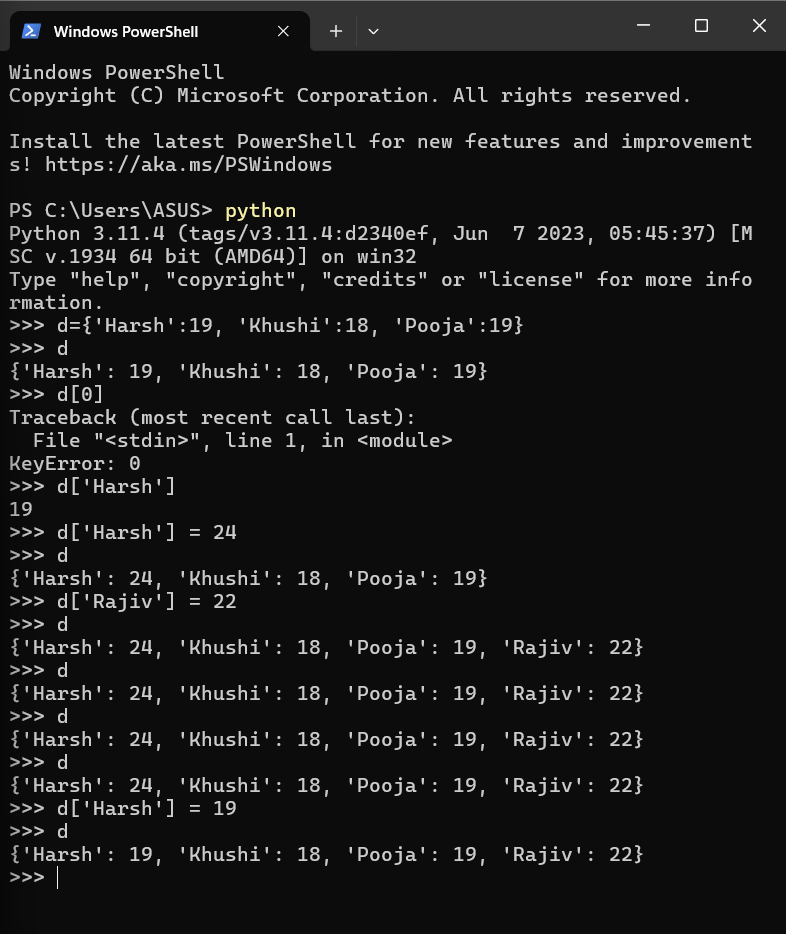 Windows PowerShell
Windows PowerShell
Copyright (C) Microsoft Corporation. All rights reserved.
Install the latest PowerShell for new features and improvement
s! https://aka.ms/PSWindows
PS C:\Users\ASUS> python
Python 3.11.4 (tags/v3.11.4:d2340ef, Jun  7 2023, 05:45:37) [M
SC v.1934 64 bit (AMD64)] on win32
Type "help", "copyright", "credits" or "license" for more info
rmation.
>>> d={'Harsh':19, 'Khushi':18, 'Pooja':19}
>>> d
{'Harsh': 19, 'Khushi': 18, 'Pooja': 19}
>>> d[0]
Traceback (most recent call last):
  File "<stdin>", line 1, in <module>
KeyError: 0
>>> d['Harsh']
19
>>> d['Harsh'] = 24
>>> d
{'Harsh': 24, 'Khushi': 18, 'Pooja': 19}
>>> d['Rajiv'] = 22
>>> d
{'Harsh': 24, 'Khushi': 18, 'Pooja': 19, 'Rajiv': 22}
>>> d
{'Harsh': 24, 'Khushi': 18, 'Pooja': 19, 'Rajiv': 22}
>>> d
{'Harsh': 24, 'Khushi': 18, 'Pooja': 19, 'Rajiv': 22}
>>> d
{'Harsh': 24, 'Khushi': 18, 'Pooja': 19, 'Rajiv': 22}
>>> d['Harsh'] = 19
>>> d
{'Harsh': 19, 'Khushi': 18, 'Pooja': 19, 'Rajiv': 22}
>>>